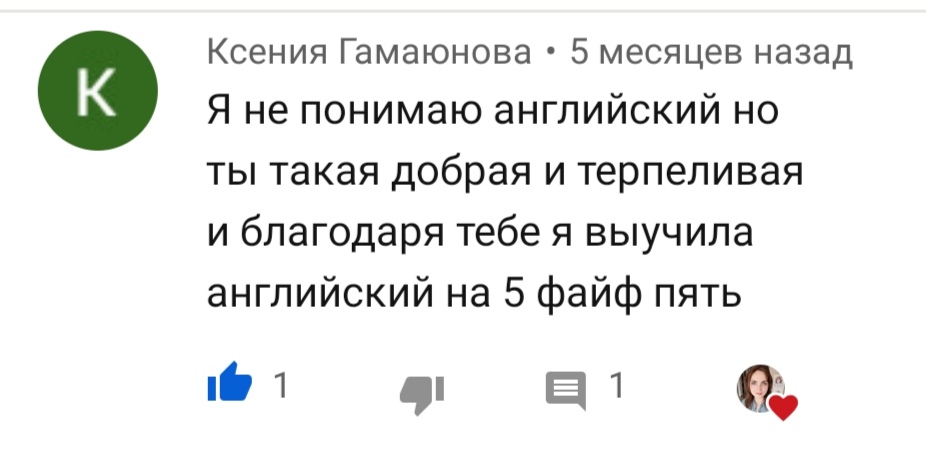 К
Ксения Гамаюнова • 5 месяцев назад
Я не понимаю английский но
ты такая добрая и терпеливая
и благодаря тебе я выучила
английский на 5 файф пять
1 1